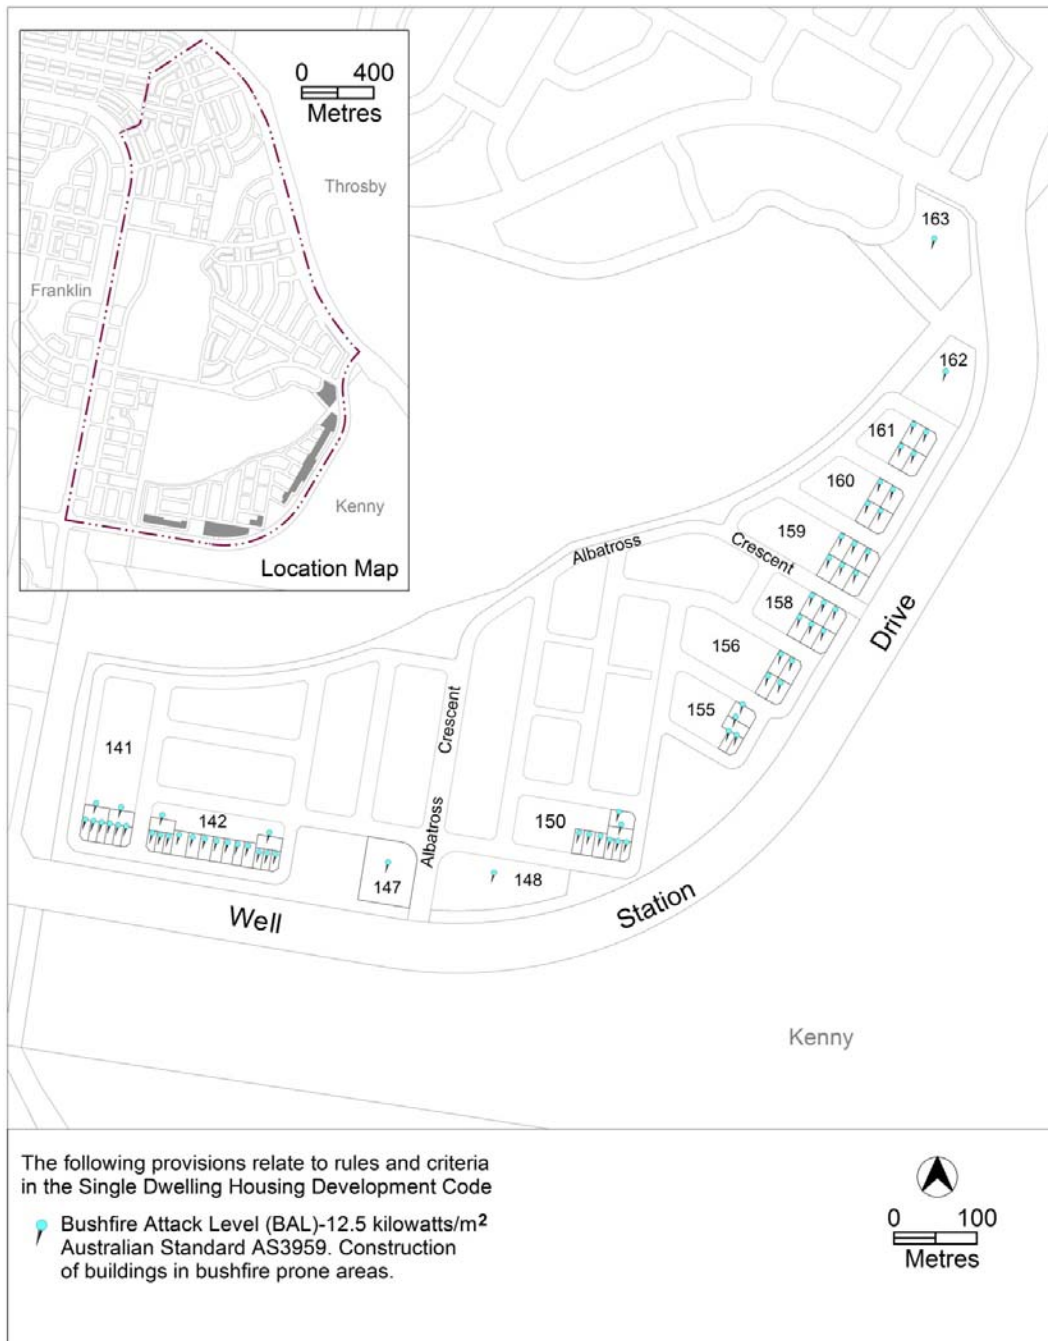 0 400
Metres
Throsby
Franklin
Kenny
Location Map
163
162
161
160
159
Albatross
Crescent
158
Drive
156
155
Crescent
141
142
150
Albatross
147
148
Well
Station
Kenny
The following provisions relate to rules and criteria
in the Single Dwelling Housing Development Code
Bushfire Attack Level (BAL)-12.5 kilowatts/m²
Australian Standard AS3959. Construction
of buildings in bushfire prone areas.
0 100
Metres